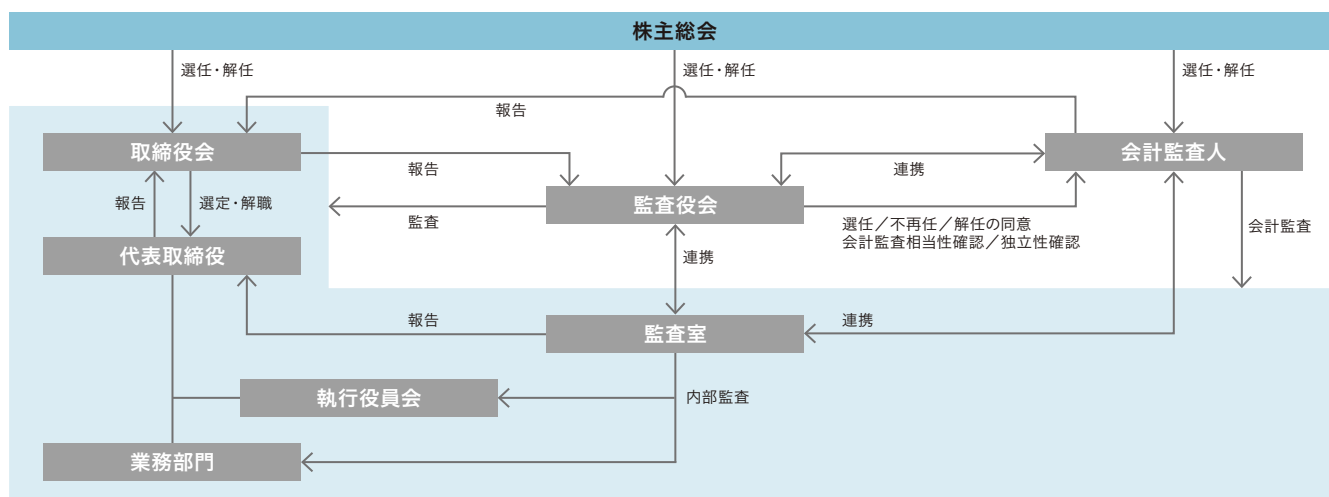 株主総会
選任・解任
選任・解任
選任・解任
報告
取締役会
会計監査人
報告
連携
監査役会
報告
選定・解職
監査
選任／不再任／解任の同意
会計監査相当性確認／独立性確認
会計監査
代表取締役
連携
報告
監査室
連携
執行役員会
内部監査
業務部門